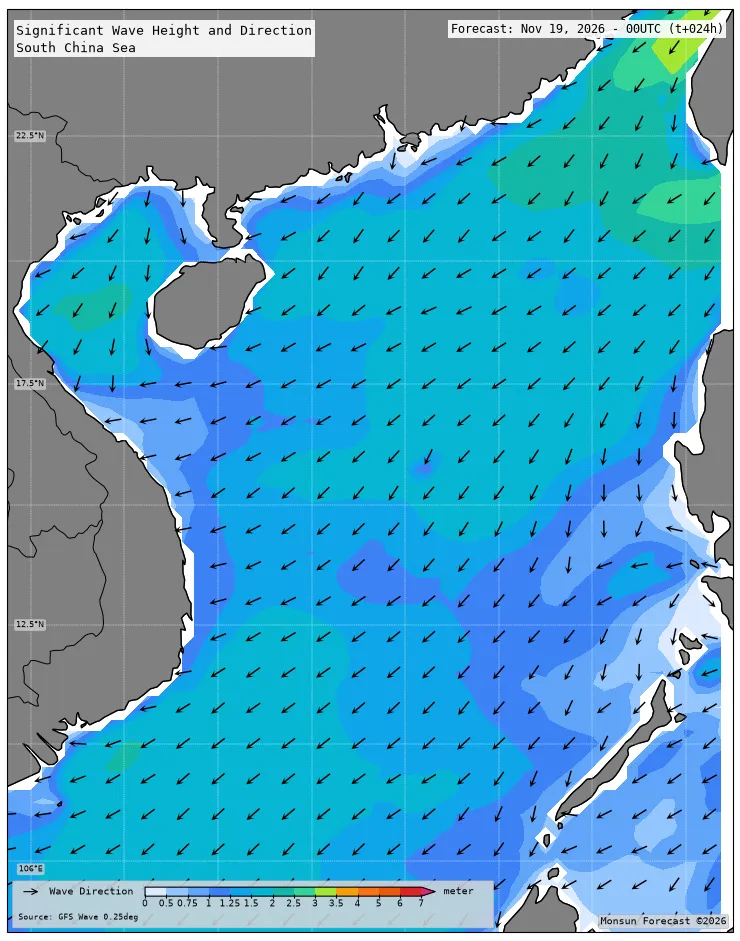 Significant Wave Height and Direction
South China Sea
Forecast: Nov 19, 2026 - 00UTC (t+024h)
22.5°N
17.5°N
12.5°N
106°E
Wave Direction
meter
0 0.5 0.75 1 1.25 1.5 2 2.5 3 3.5 4 5 6 7
Source: GFS Wave 0.25deg
Monsun Forecast ©2026